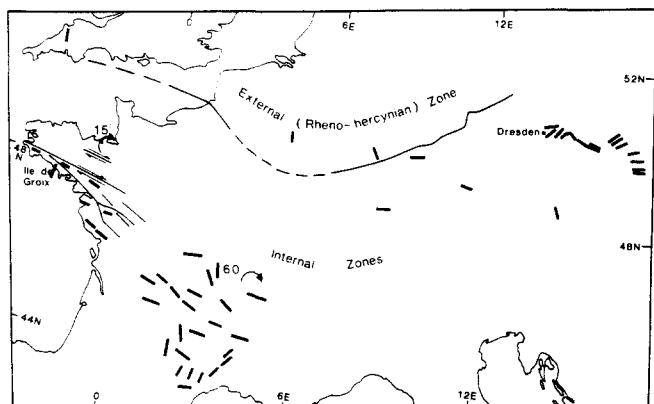 6E
12E
52N
External (Rheno-hercynian) Zone
Dresden
15
48
N
Ile de
Groix
48N
Internal Zones
60
44N
0
6E
12E